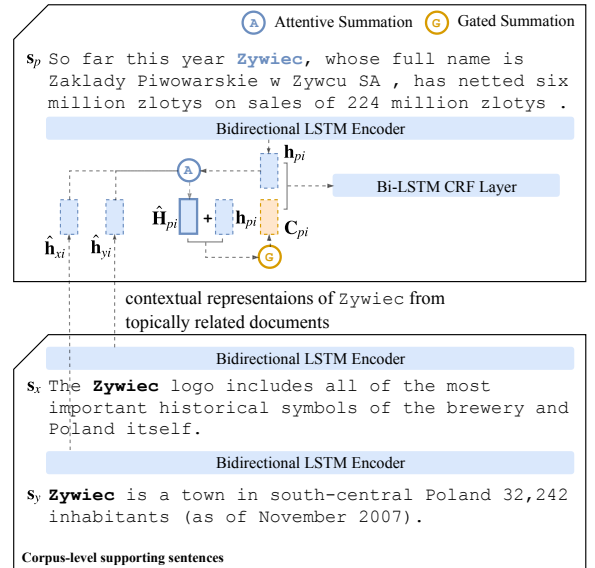 A Attentive Summation G Gated Summation
s_p So far this year Zywiec, whose full name is
Zaklady Piwowarskie w Zywcu SA , has netted six
million zlotys on sales of 224 million zlotys .
Bidirectional LSTM Encoder
h_pi
A
Bi-LSTM CRF Layer
Ĥ_pi + h_pi C_pi
ĥ_xi ĥ_yi
G
contextual representaions of Zywiec from
topically related documents
Bidirectional LSTM Encoder
s_x The Zywiec logo includes all of the most
important historical symbols of the brewery and
Poland itself.
Bidirectional LSTM Encoder
s_y Zywiec is a town in south-central Poland 32,242
inhabitants (as of November 2007).
Corpus-level supporting sentences